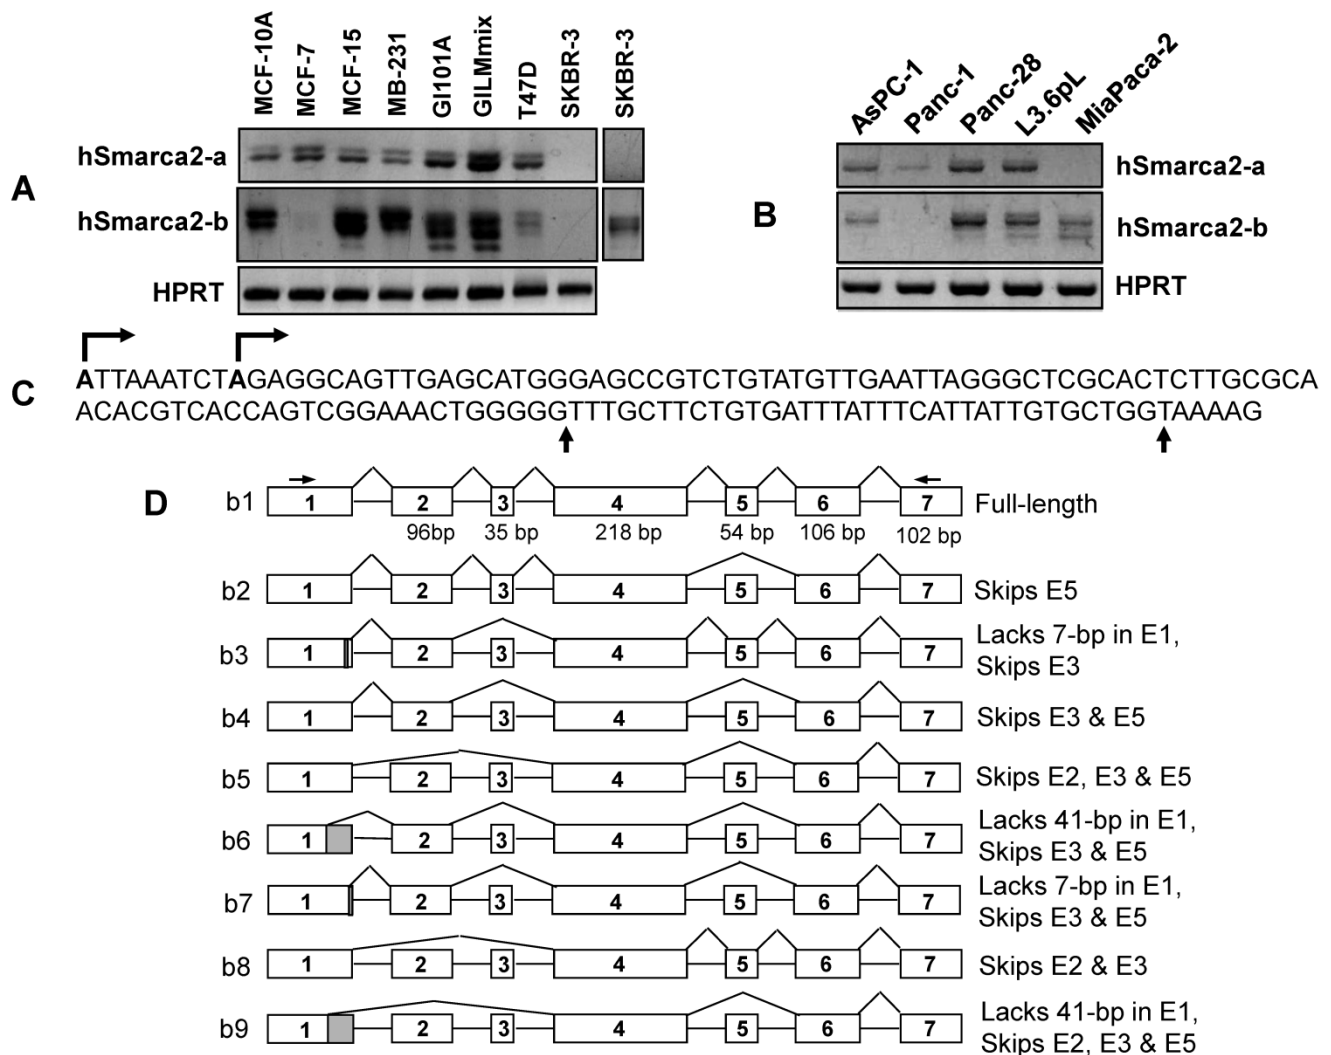 MCF-10A MCF-7 MCF-15 MB-231 GI101A GILMmix T47D SKBR-3 SKBR-3
hSmarca2-a
hSmarca2-b
HPRT
A
AsPC-1 Panc-1 Panc-28 L3.6pL MiaPaca-2
hSmarca2-a
hSmarca2-b
HPRT
B
C
ATTAAATCTAGAGGCAGTTGAGCATGGGAGCCGTCTGTATGTTGAATTAGGGCTCGCACTCTTGCGCA
ACACGTCACCAGTCGGAAACTGGGGGTTTGCTTCTGTGATTTATTTCATTATTGTGCTGGTAAAAG
D
b1 1 2 3 4 5 6 7 Full-length
96bp 35 bp 218 bp 54 bp 106 bp 102 bp
b2 1 2 3 4 5 6 7 Skips E5
b3 1 2 3 4 5 6 7 Lacks 7-bp in E1,
Skips E3
b4 1 2 3 4 5 6 7 Skips E3 & E5
b5 1 2 3 4 5 6 7 Skips E2, E3 & E5
b6 1 2 3 4 5 6 7 Lacks 41-bp in E1,
Skips E3 & E5
b7 1 2 3 4 5 6 7 Lacks 7-bp in E1,
Skips E3 & E5
b8 1 2 3 4 5 6 7 Skips E2 & E3
b9 1 2 3 4 5 6 7 Lacks 41-bp in E1,
Skips E2, E3 & E5